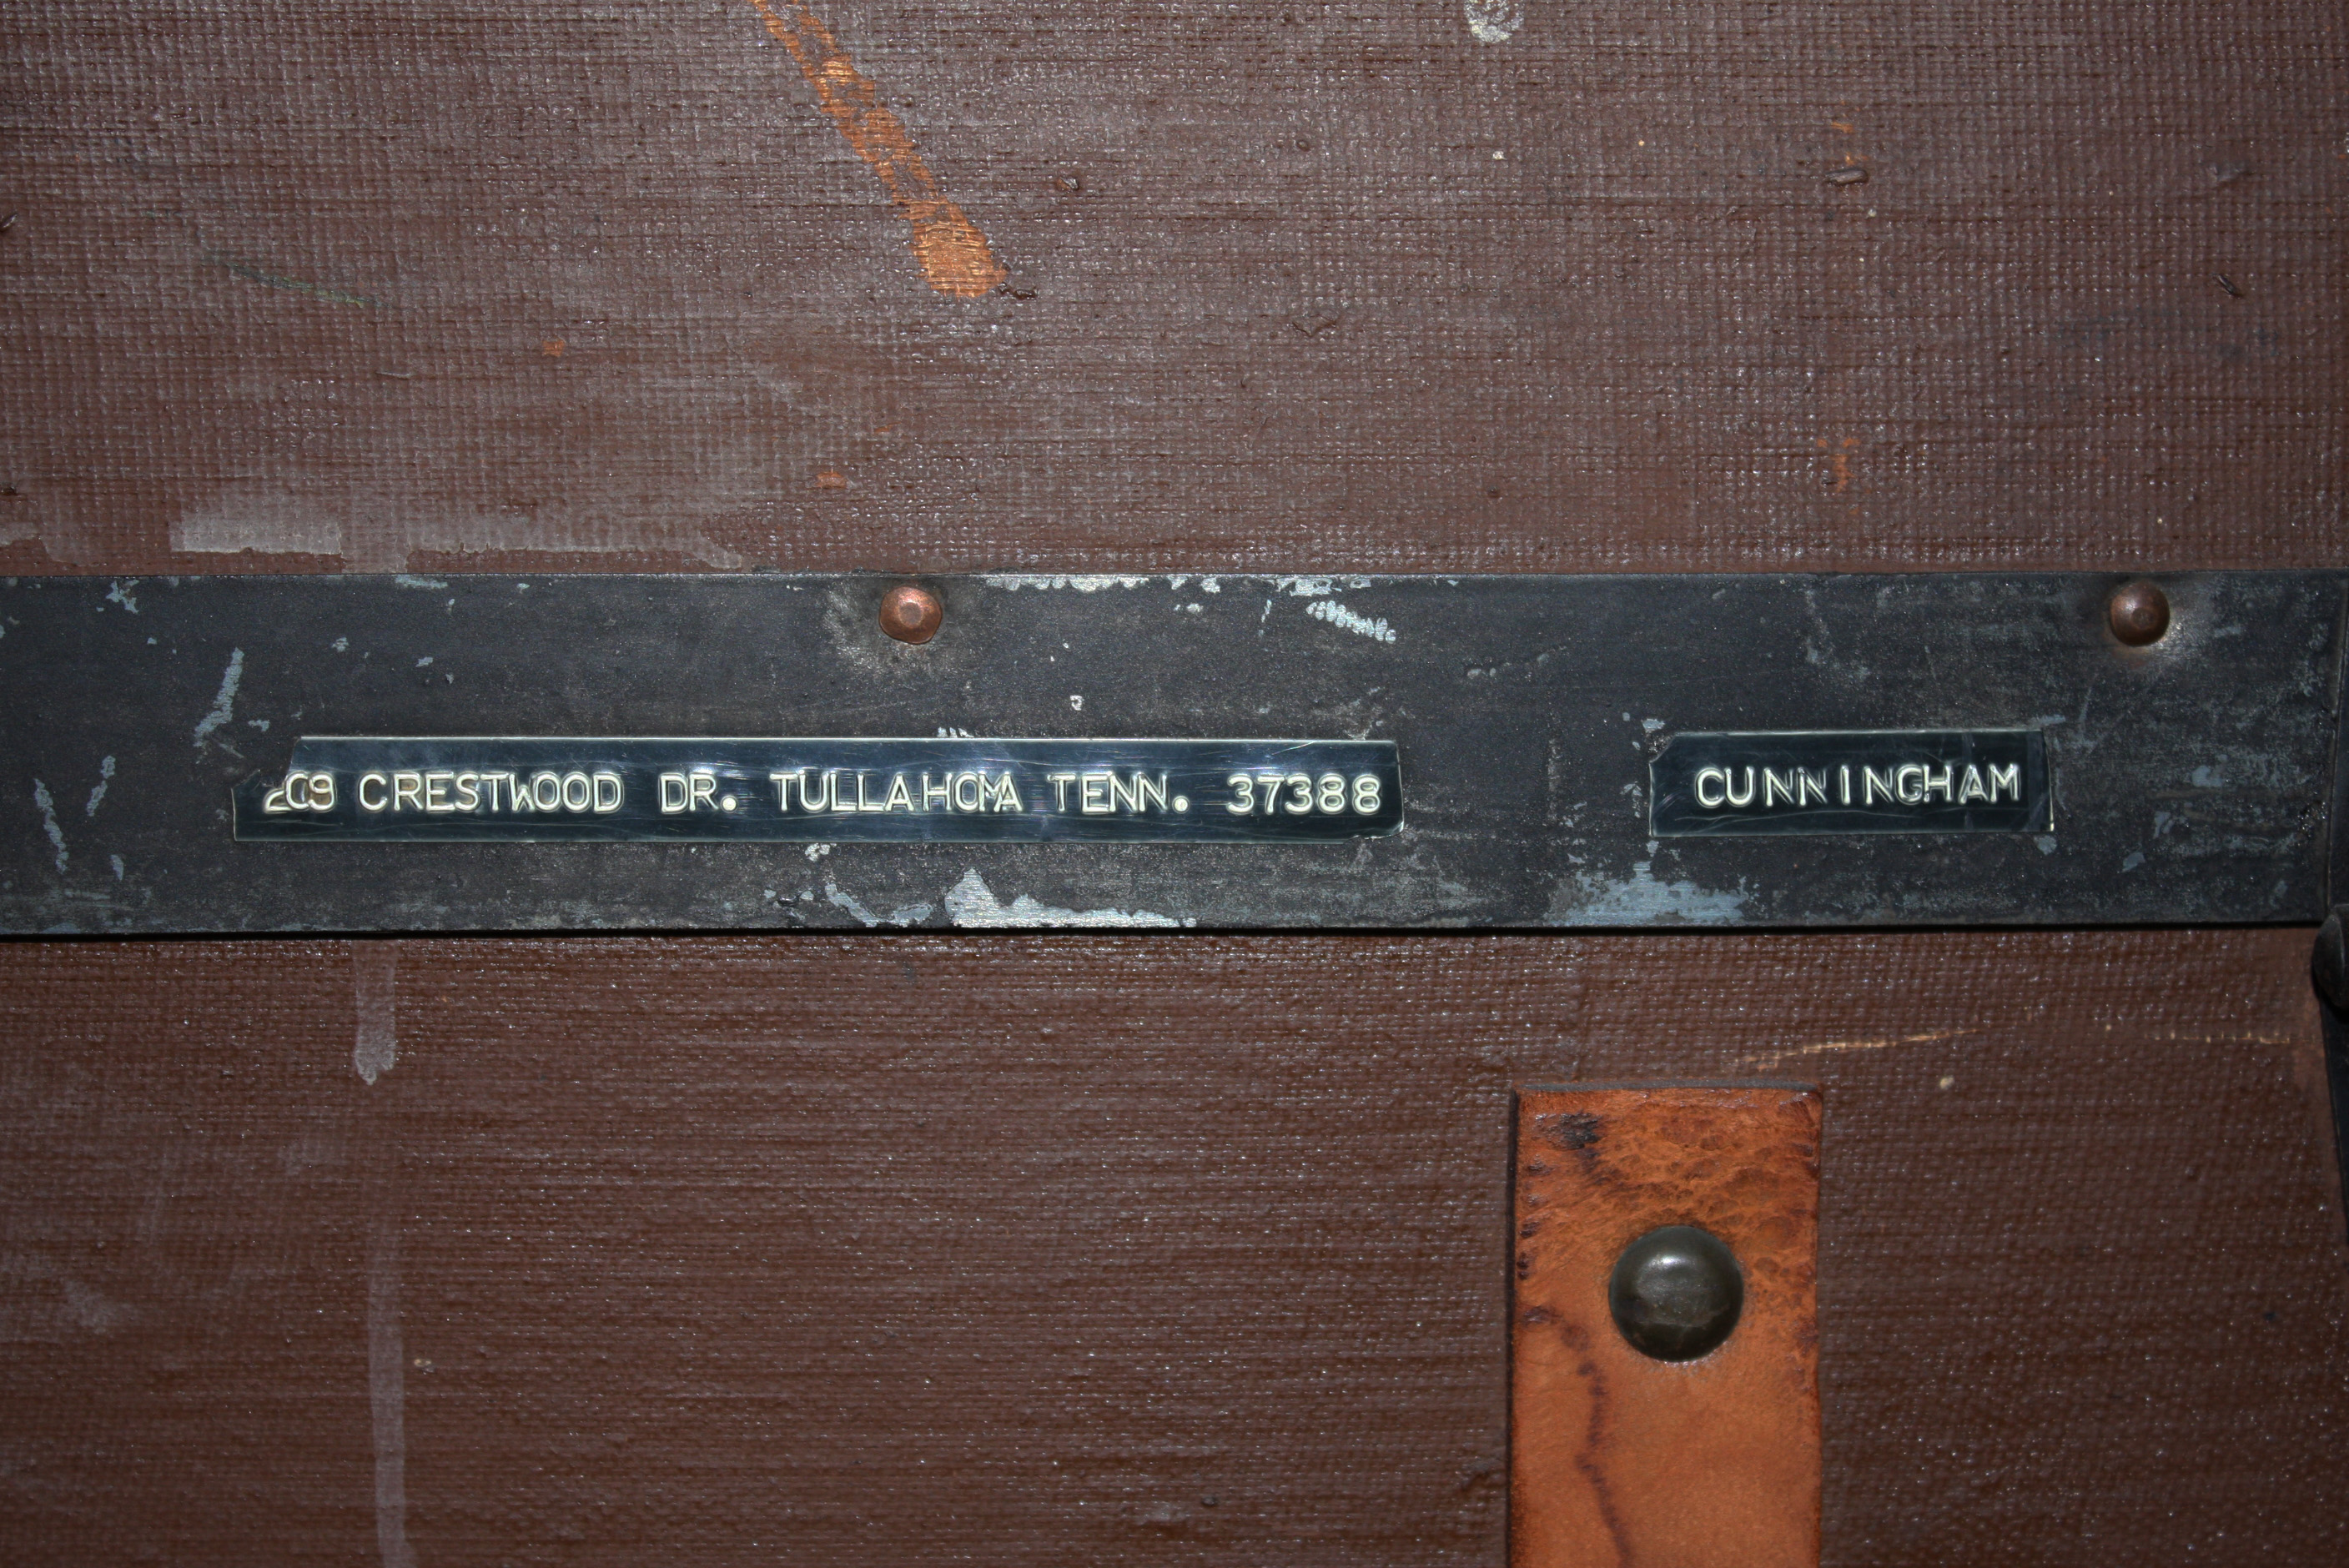 209 CRESTWOOD DR. TULLAHOMA TENN. 37388
CUNNINGHAM